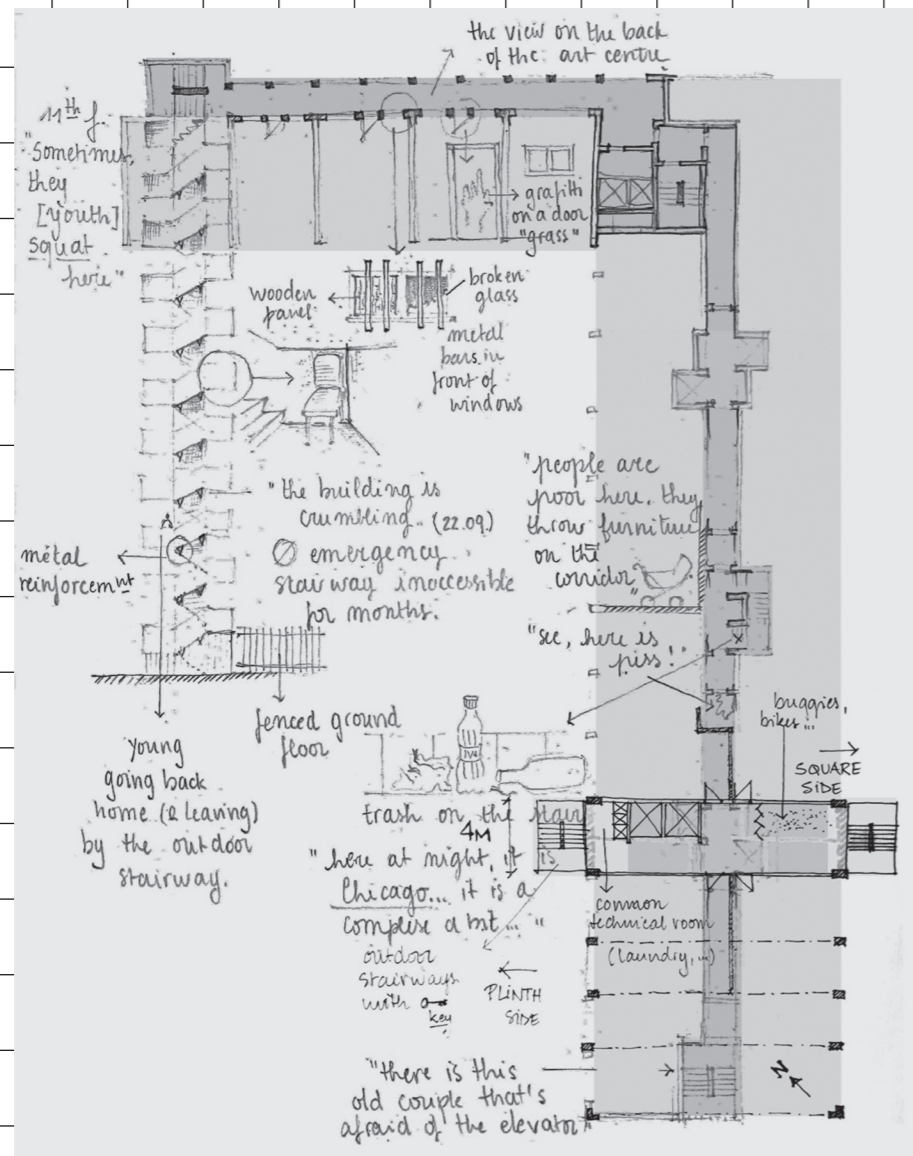 the view on the back
of the art centre
11th f.
"Sometimes,
they
[youth]
squat
here"
grafiti
on a door
"grass"
wooden
panel
broken
glass
metal
bars in
front of
windows
"people are
poor here. they
throw furniture
on the
corridor"
"the building is
crumbling.. (22.09)
emergency
stairway inaccessible
for months.
metal
reinforcement
"see, here is
piss!"
fenced ground
floor
young
going back
home (& leaving)
by the outdoor
stairway.
buggies,
bikes...
SQUARE
SIDE
trash on the stair
4M
"here at night, it is
Chicago... it is a
complise a bit... "
outdoor
stairways
with a
key
PLINTH
SIDE
common
technical room
(laundry,...)
"there is this
old couple that's
afraid of the elevator"
N